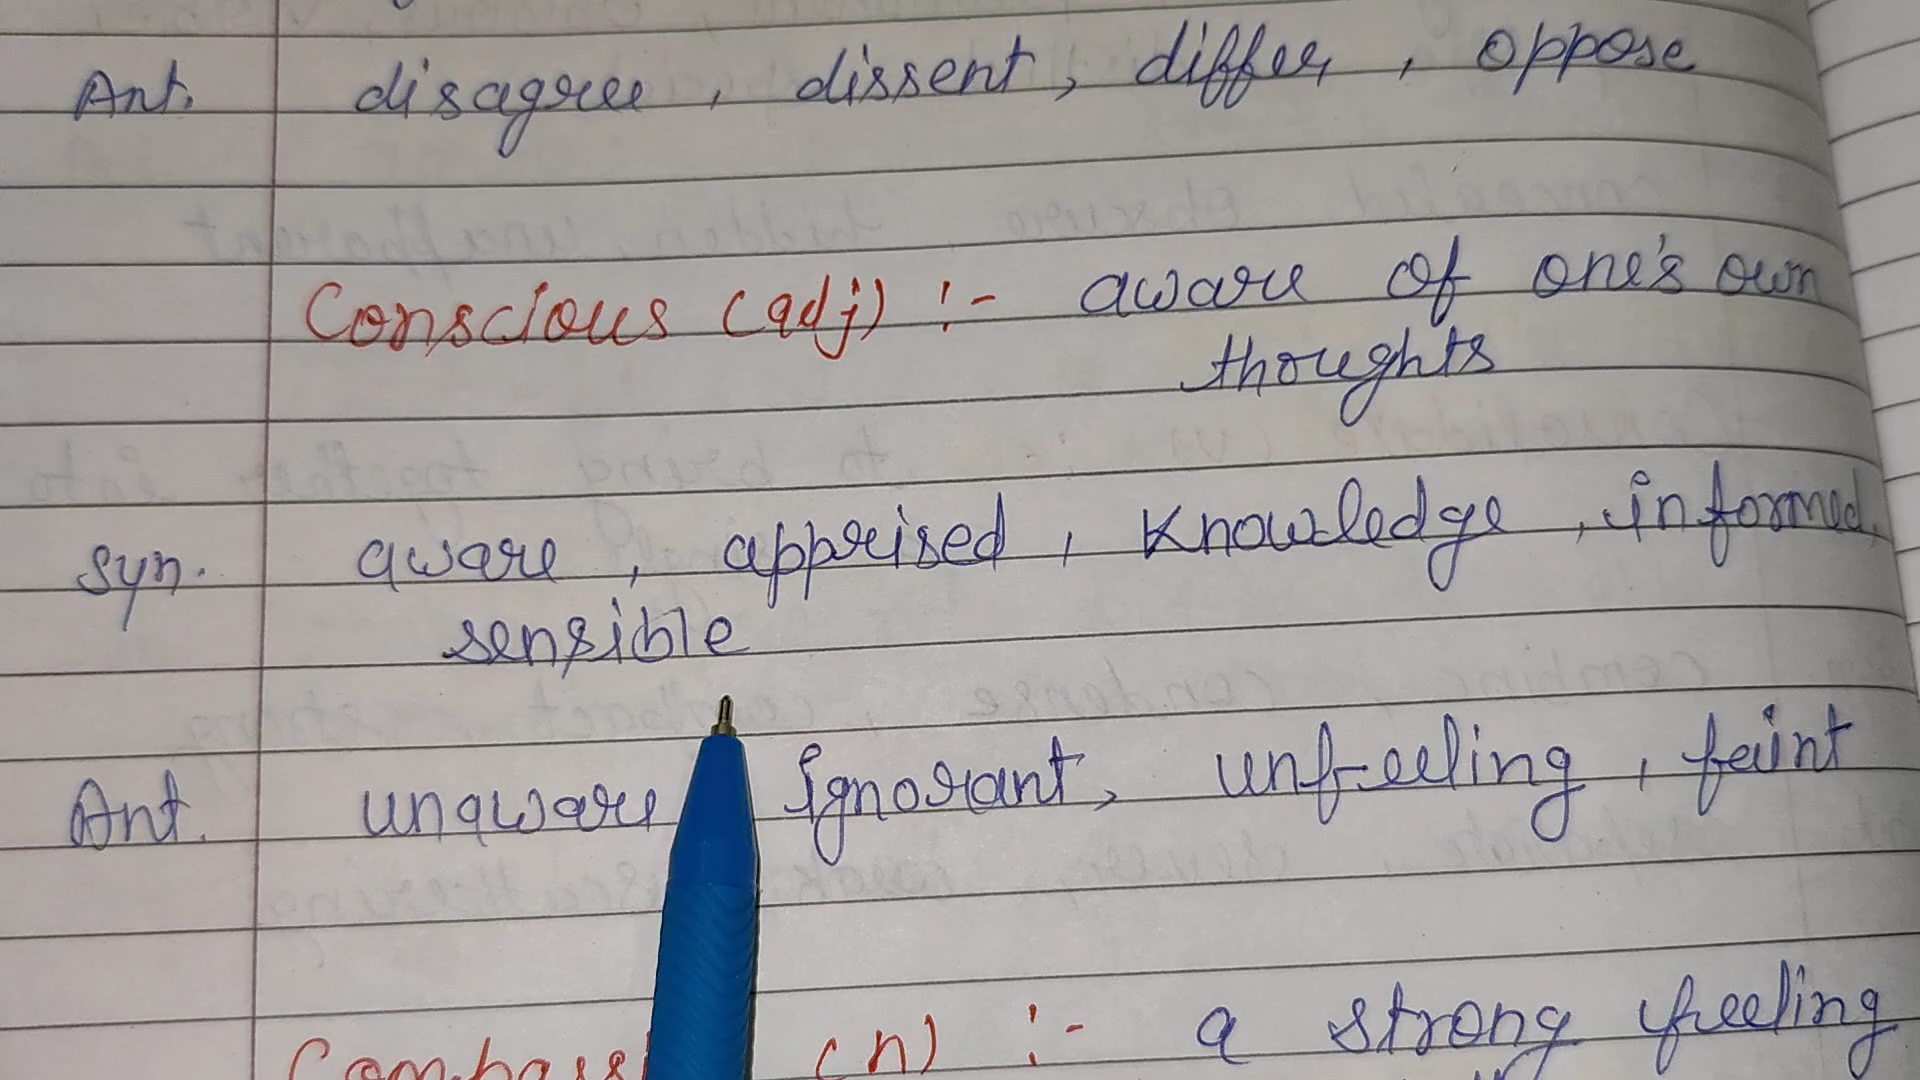 Ant. disagree, dissent, differ, oppose
Conscious (adj) :- aware of one's own
thoughts
Syn. aware, apprised, Knowledge, informed,
sensible
Ant. unaware ignorant, unfeeling, faint
(n) :- a strong feeling